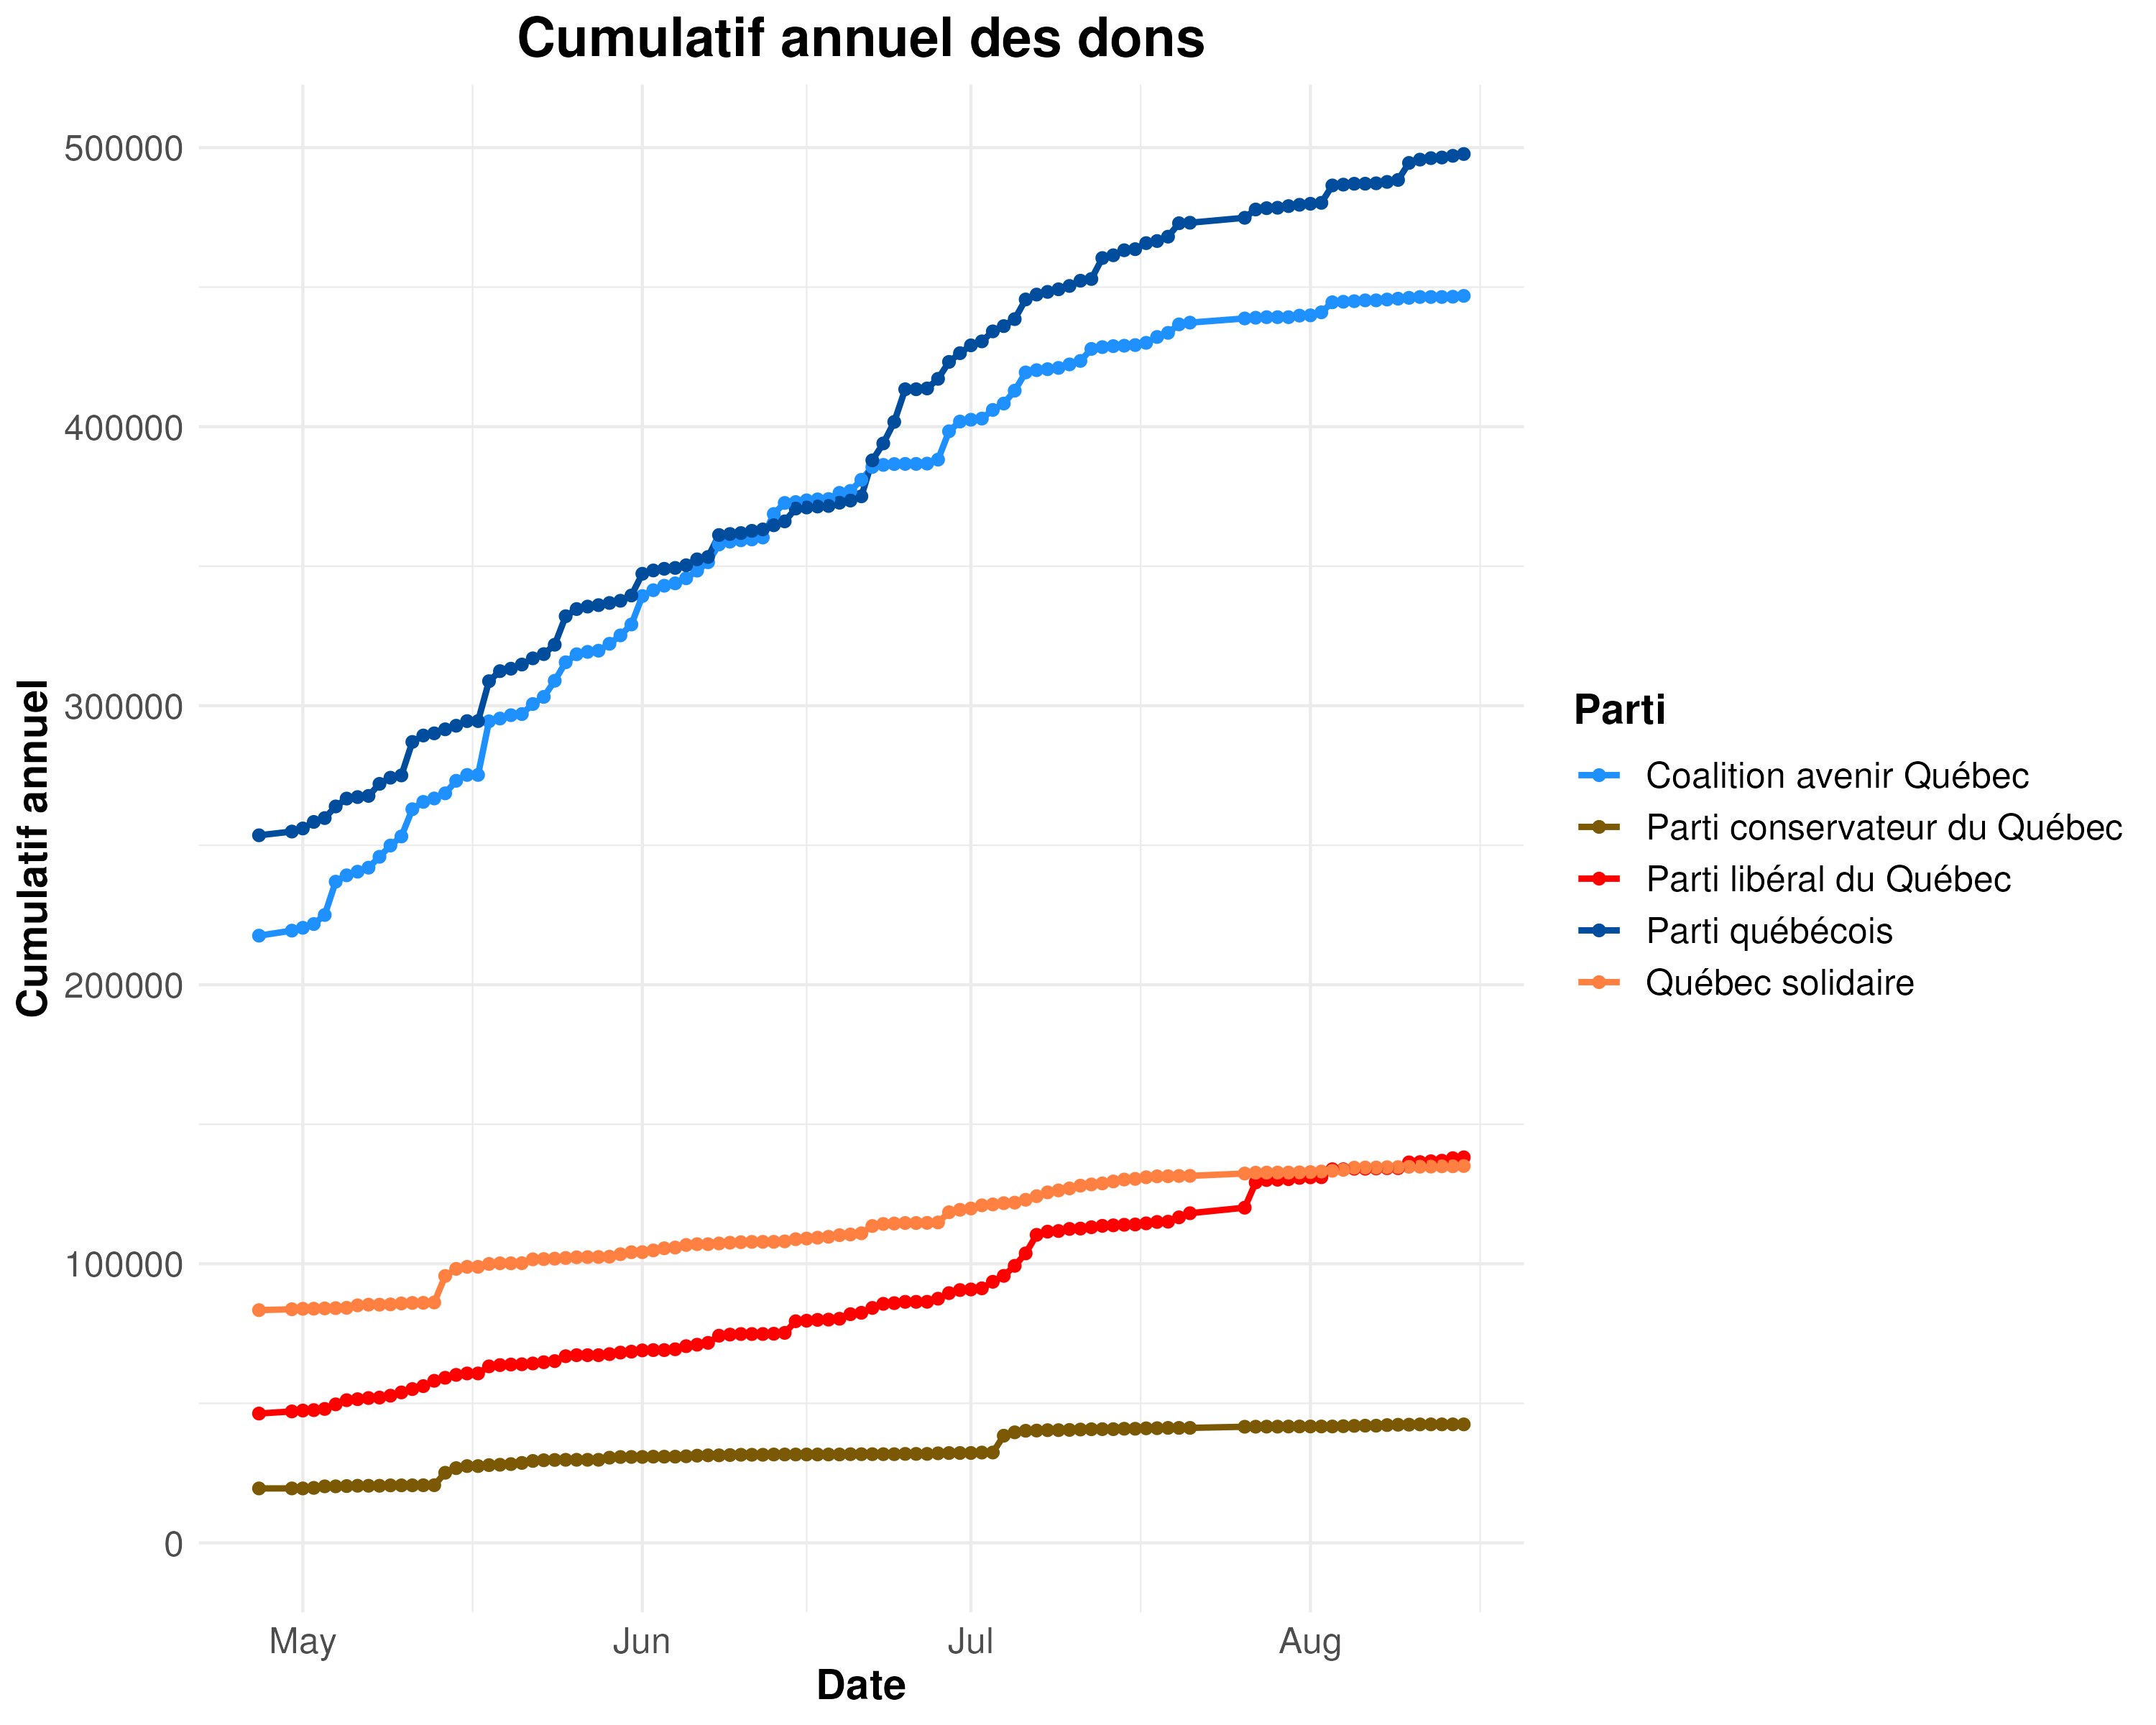 Cumulatif annuel des dons
Cumulatif annuel
500000
400000
300000
200000
100000
0
May
Jun
Jul
Aug
Date
Parti
Coalition avenir Québec
Parti conservateur du Québec
Parti libéral du Québec
Parti québécois
Québec solidaire